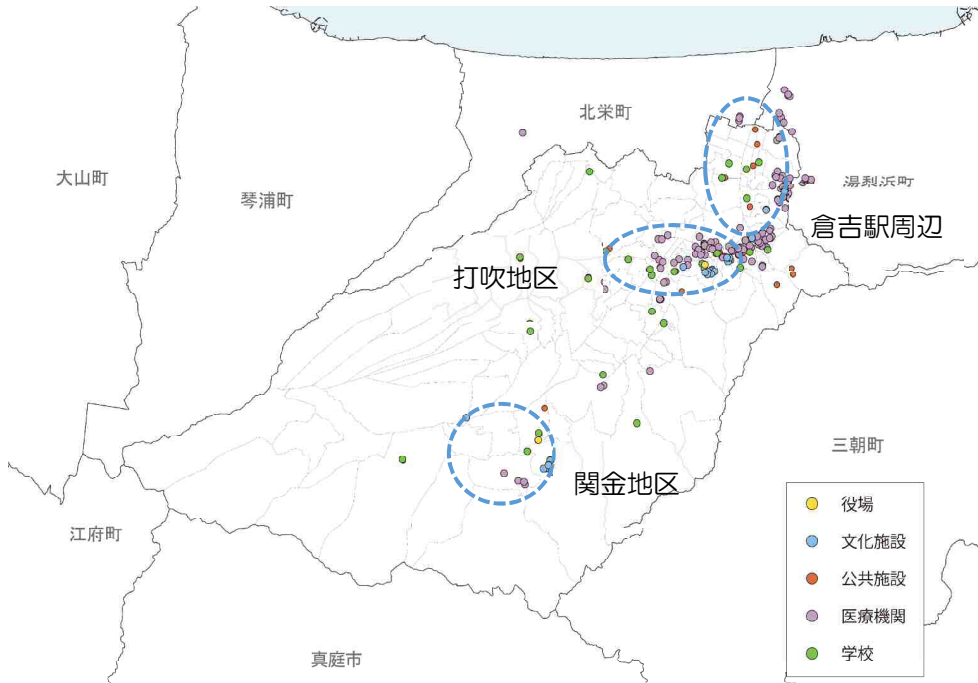 北栄町
大山町
琴浦町
湯梨浜町
倉吉駅周辺
打吹地区
三朝町
関金地区
江府町
真庭市
役場
文化施設
公共施設
医療機関
学校